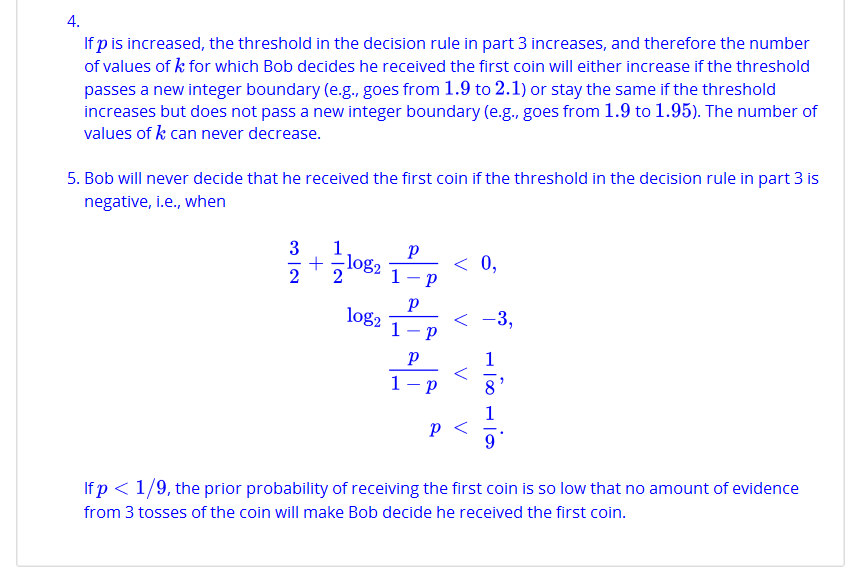 4.
If p is increased, the threshold in the decision rule in part 3 increases, and therefore the number
of values of k for which Bob decides he received the first coin will either increase if the threshold
passes a new integer boundary (e.g., goes from 1.9 to 2.1) or stay the same if the threshold
increases but does not pass a new integer boundary (e.g., goes from 1.9 to 1.95). The number of
values of k can never decrease.
5. Bob will never decide that he received the first coin if the threshold in the decision rule in part 3 is
negative, i.e., when
3/2 + 1/2 log₂ p/(1 − p) < 0,
log₂ p/(1 − p) < −3,
p/(1 − p) < 1/8,
p < 1/9.
If p < 1/9, the prior probability of receiving the first coin is so low that no amount of evidence
from 3 tosses of the coin will make Bob decide he received the first coin.